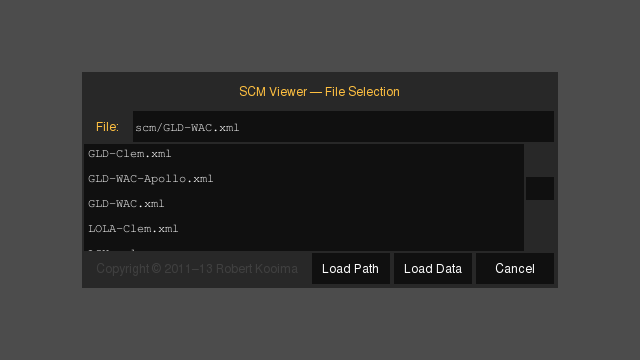 SCM Viewer — File Selection
File: scm/GLD-WAC.xml
GLD-Clem.xml
GLD-WAC-Apollo.xml
GLD-WAC.xml
LOLA-Clem.xml
Copyright © 2011–13 Robert Kooima Load Path Load Data Cancel